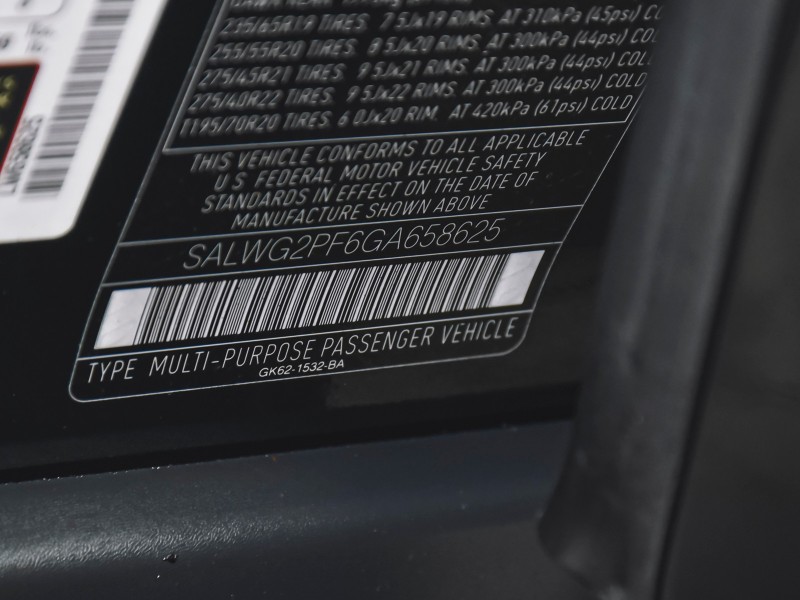 235/65R19 TIRES. 7.5Jx19 RIMS. AT 310kPa (45psi) CO
255/55R20 TIRES. 8.5Jx20 RIMS. AT 300kPa (44psi) CO
275/45R21 TIRES. 9.5Jx21 RIMS. AT 300kPa (44psi) COL
275/40R22 TIRES. 9.5Jx22 RIMS. AT 300kPa (44psi) COLD
T195/70R20 TIRES. 6.0Jx20 RIM. AT 420kPa (61psi) COLD
THIS VEHICLE CONFORMS TO ALL APPLICABLE
U S FEDERAL MOTOR VEHICLE SAFETY
STANDARDS IN EFFECT ON THE DATE OF
MANUFACTURE SHOWN ABOVE
SALWG2PF6GA658625
TYPE MULTI-PURPOSE PASSENGER VEHICLE
GK62-1532-BA